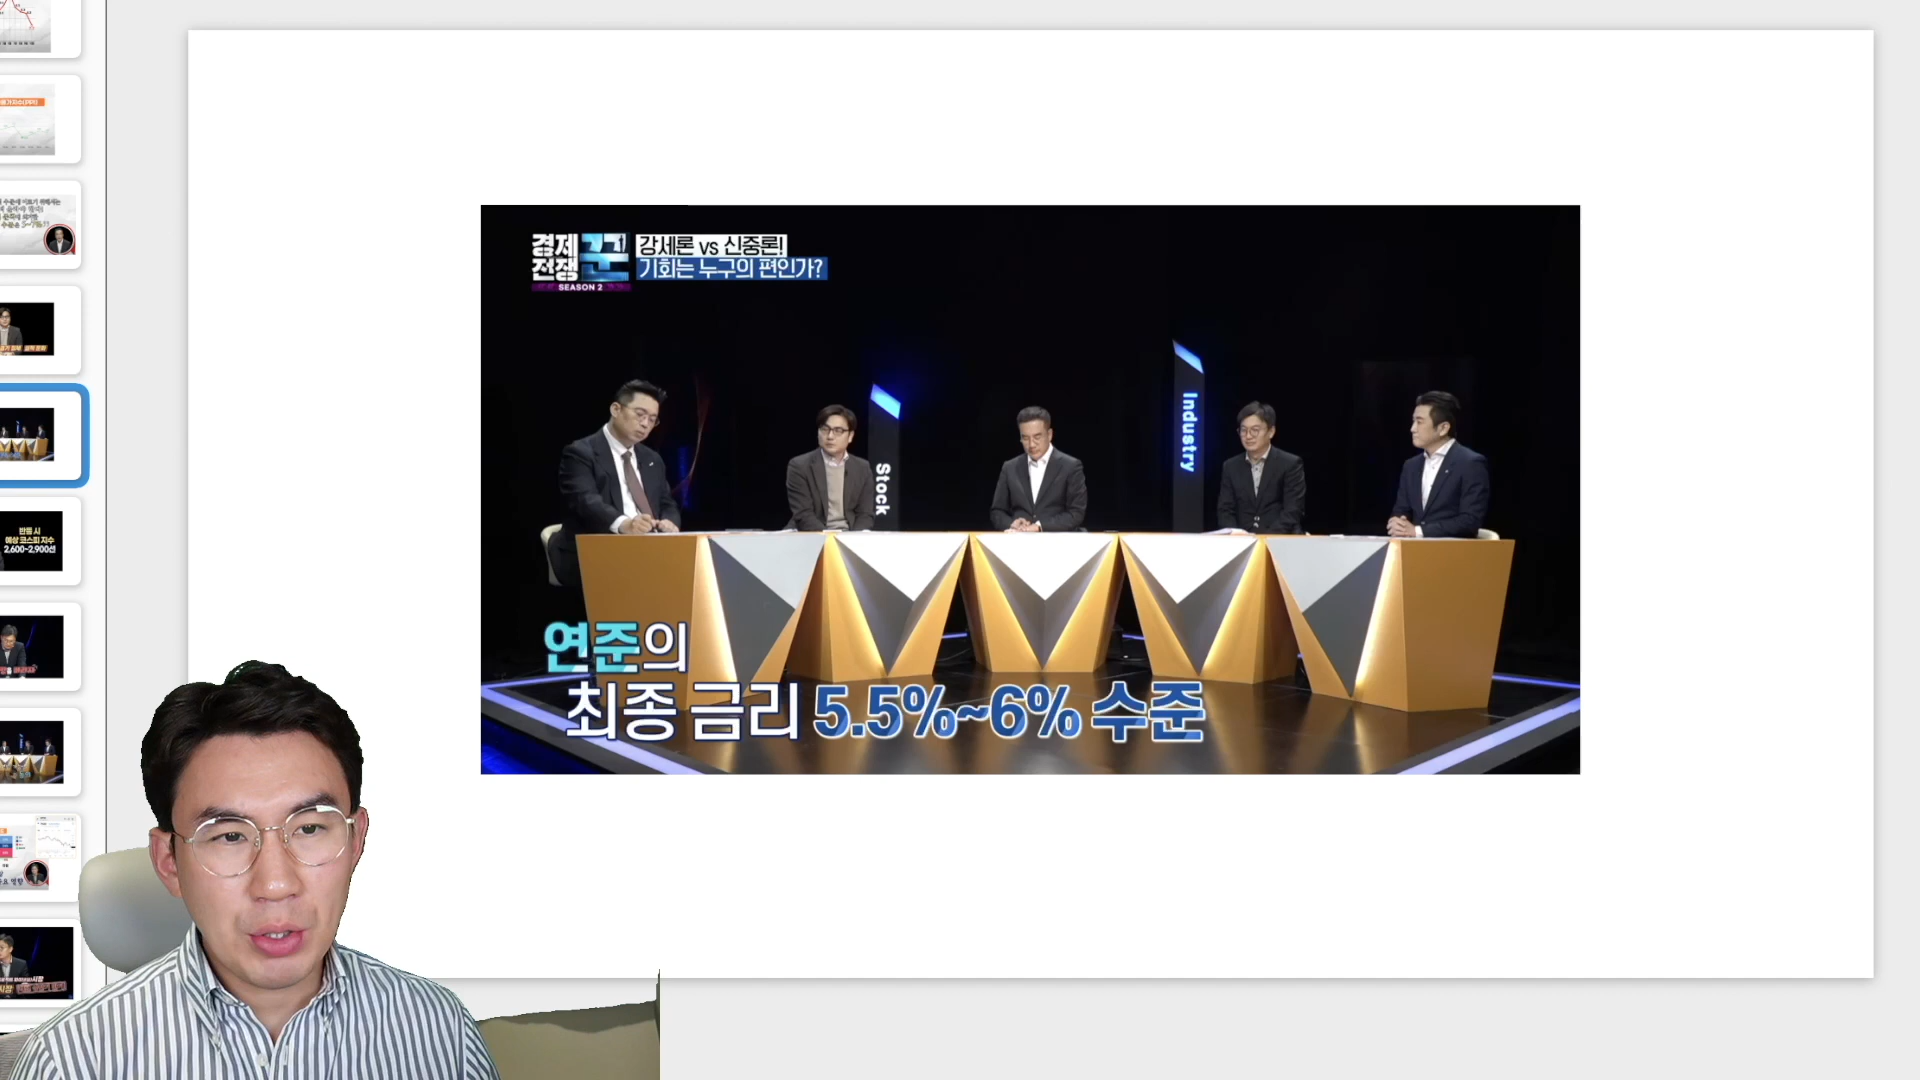 경제
전쟁 꾼
SEASON 2
강세론 vs 신중론!
기회는 누구의 편인가?
Stock
Industry
연준의
최종 금리 5.5%~6% 수준
반등 시
예상 코스피 지수
2,600~2,900선